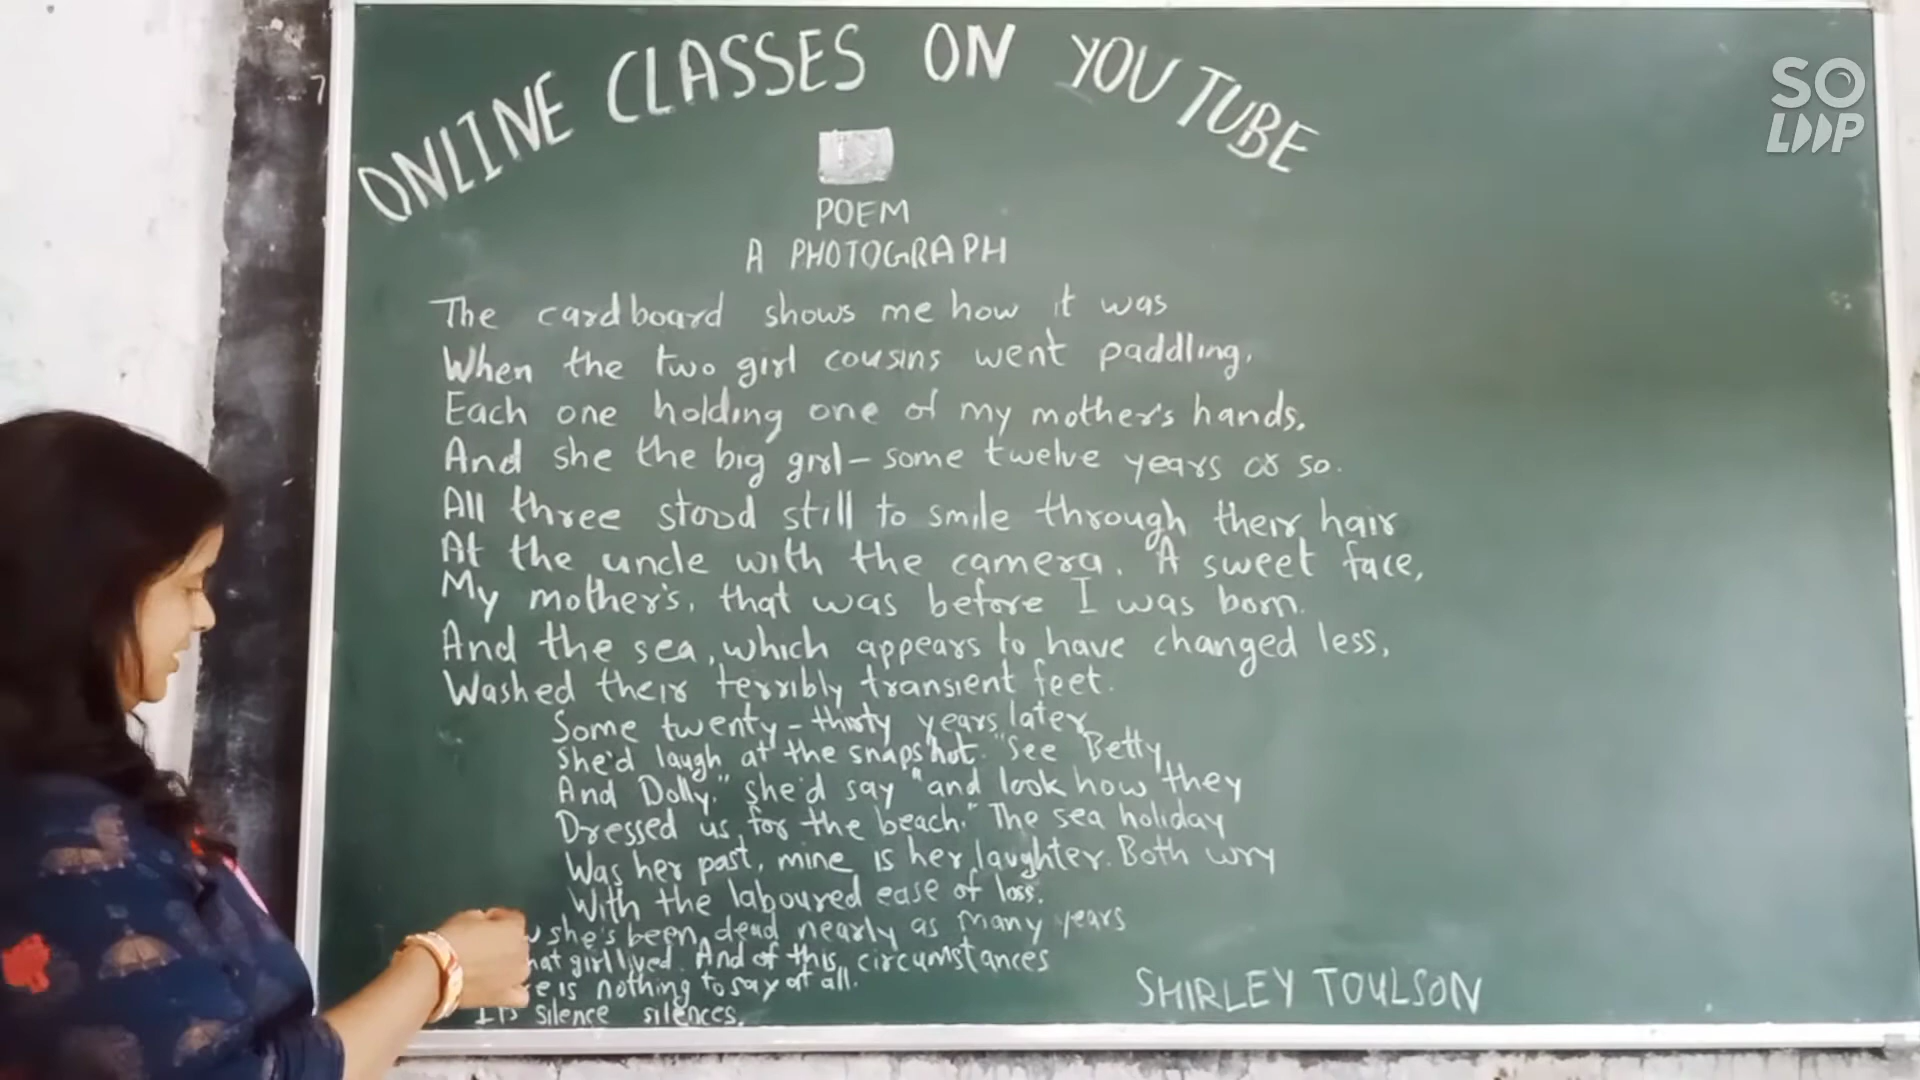 ONLINE CLASSES ON YOUTUBE
SO
LOOP
POEM
A PHOTOGRAPH
The cardboard shows me how it was
When the two girl cousins went paddling.
Each one holding one of my mother's hands.
And she the big girl - some twelve years or so.
All three stood still to smile through their hair
At the uncle with the camera. A sweet face,
My mother's, that was before I was born.
And the sea, which appears to have changed less,
Washed their terribly transient feet.
Some twenty-thirty years later
She'd laugh at the snapshot. "See Betty
And Dolly," she'd say "and look how they
Dressed us for the beach." The sea holiday
Was her past, mine is her laughter. Both wry
With the laboured ease of loss.
she's been dead nearly as many years
girl lived. And of this circumstances
is nothing to say at all.
Its silence silences.
SHIRLEY TOULSON